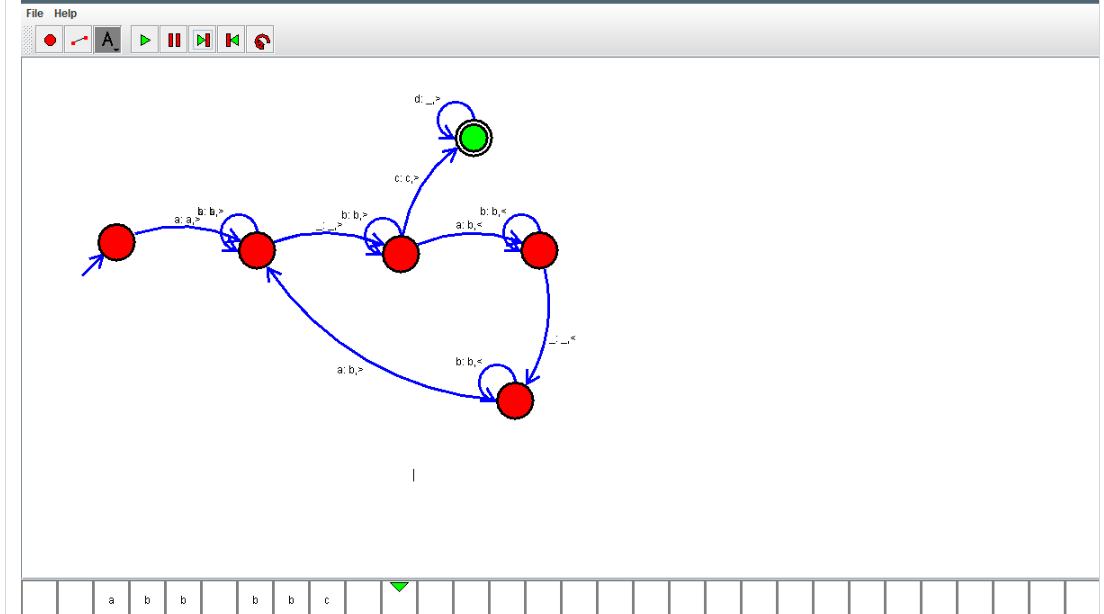 File Help
A
d: _,>
c: c,>
b: b,>
a: a,>
_: _,>
b: b,>
a: b,<
b: b,<
_: _,<
b: b,<
a: b,>
a b b b b c